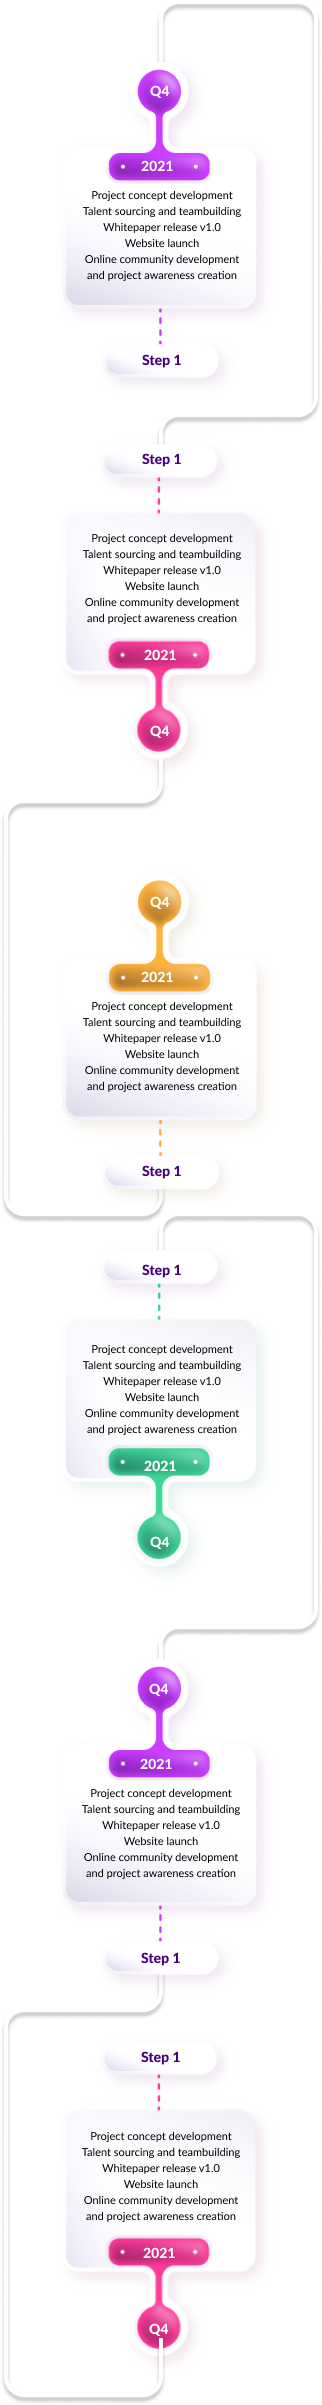 Q4
2021
Project concept development
Talent sourcing and teambuilding
Whitepaper release v1.0
Website launch
Online community development
and project awareness creation
Step 1
Step 1
Project concept development
Talent sourcing and teambuilding
Whitepaper release v1.0
Website launch
Online community development
and project awareness creation
2021
Q4
Q4
2021
Project concept development
Talent sourcing and teambuilding
Whitepaper release v1.0
Website launch
Online community development
and project awareness creation
Step 1
Step 1
Project concept development
Talent sourcing and teambuilding
Whitepaper release v1.0
Website launch
Online community development
and project awareness creation
2021
Q4
Q4
2021
Project concept development
Talent sourcing and teambuilding
Whitepaper release v1.0
Website launch
Online community development
and project awareness creation
Step 1
Step 1
Project concept development
Talent sourcing and teambuilding
Whitepaper release v1.0
Website launch
Online community development
and project awareness creation
2021
Q4